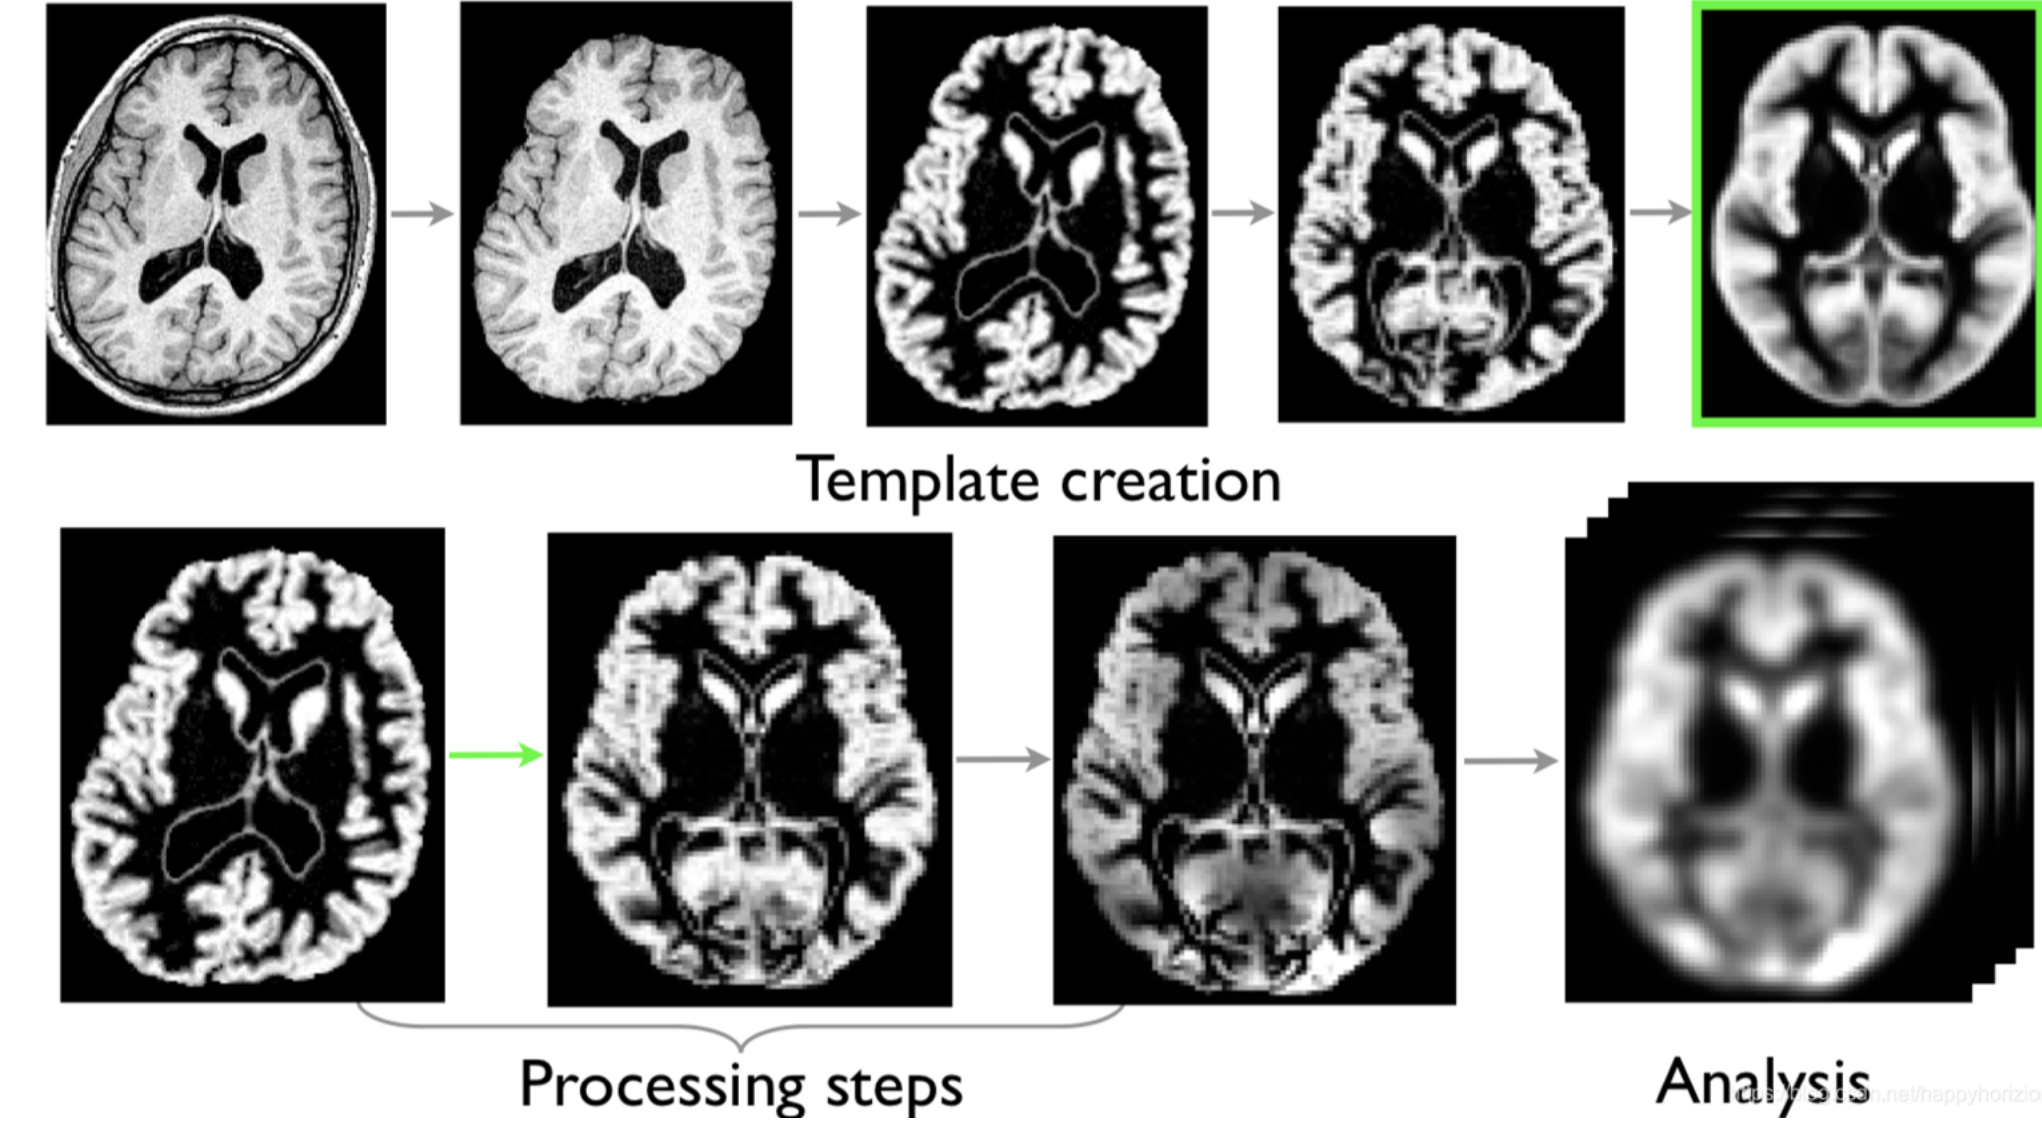 Template creation
Processing steps
Analysis